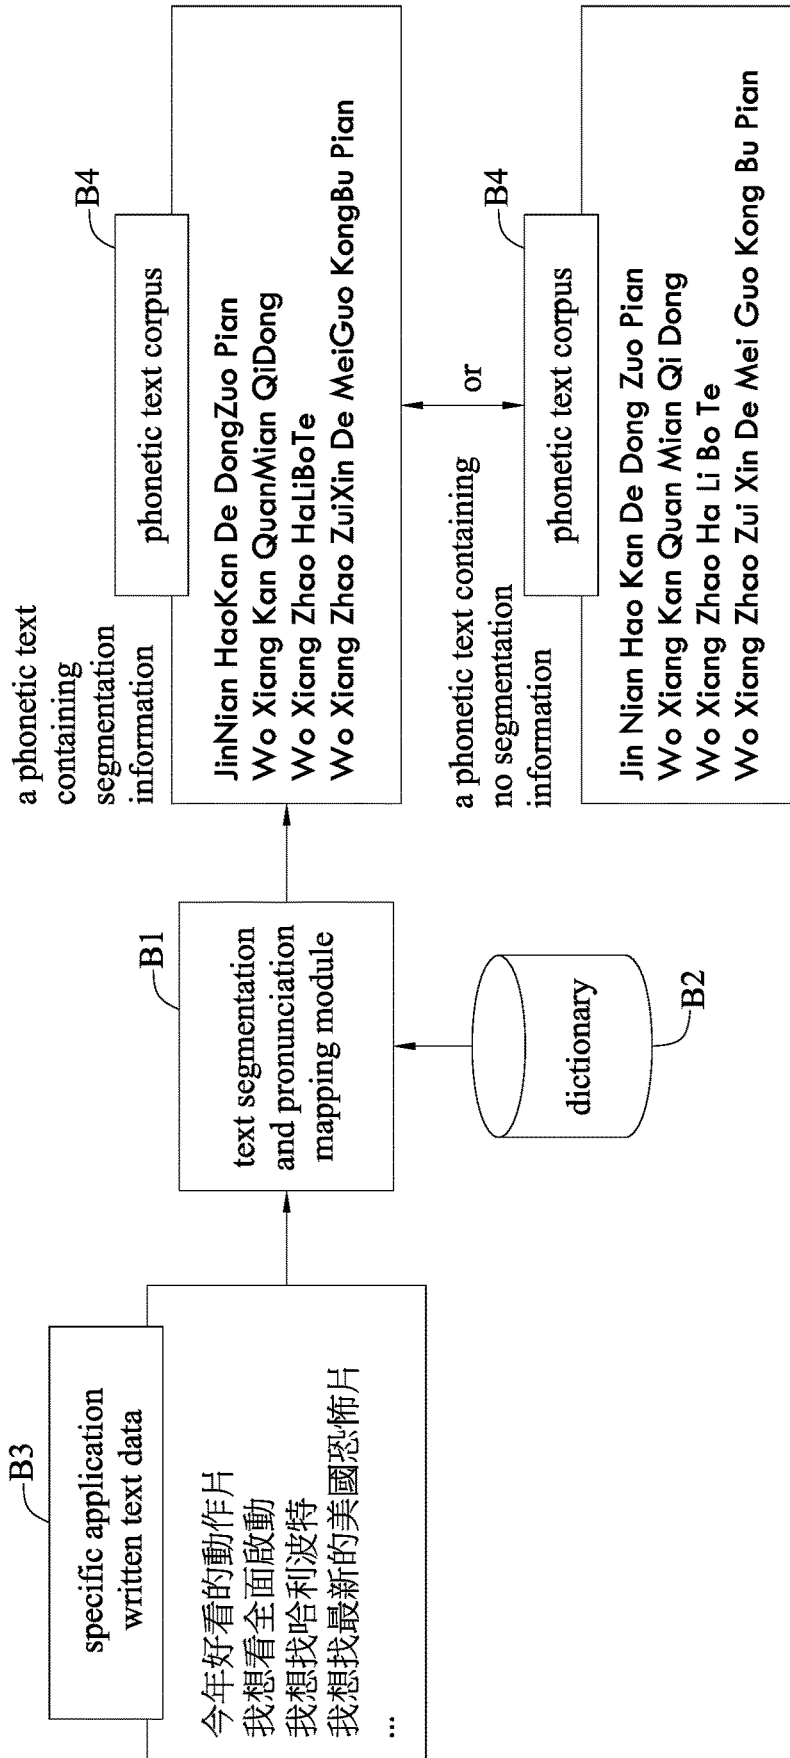 B3
specific application
written text data
今年好看的動作片
我想看全面啟動
我想找哈利波特
我想找最新的美國恐怖片
...
B1
text segmentation
and pronunciation
mapping module
dictionary
B2
a phonetic text
containing
segmentation
information
B4
phonetic text corpus
JinNian HaoKan De DongZuo Pian
Wo Xiang Kan QuanMian QiDong
Wo Xiang Zhao HaLiBoTe
Wo Xiang Zhao ZuiXin De MeiGuo KongBu Pian
or
a phonetic text containing
no segmentation
information
B4
phonetic text corpus
Jin Nian Hao Kan De Dong Zuo Pian
Wo Xiang Kan Quan Mian Qi Dong
Wo Xiang Zhao Ha Li Bo Te
Wo Xiang Zhao Zui Xin De Mei Guo Kong Bu Pian